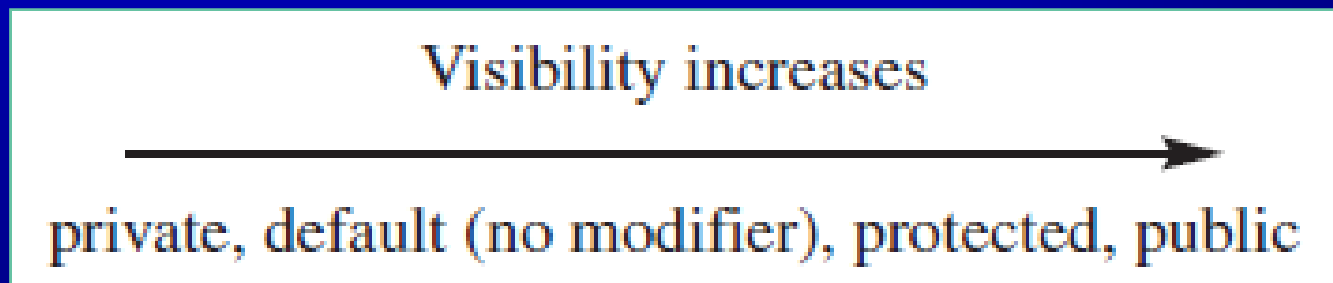 Visibility increases
private, default (no modifier), protected, public